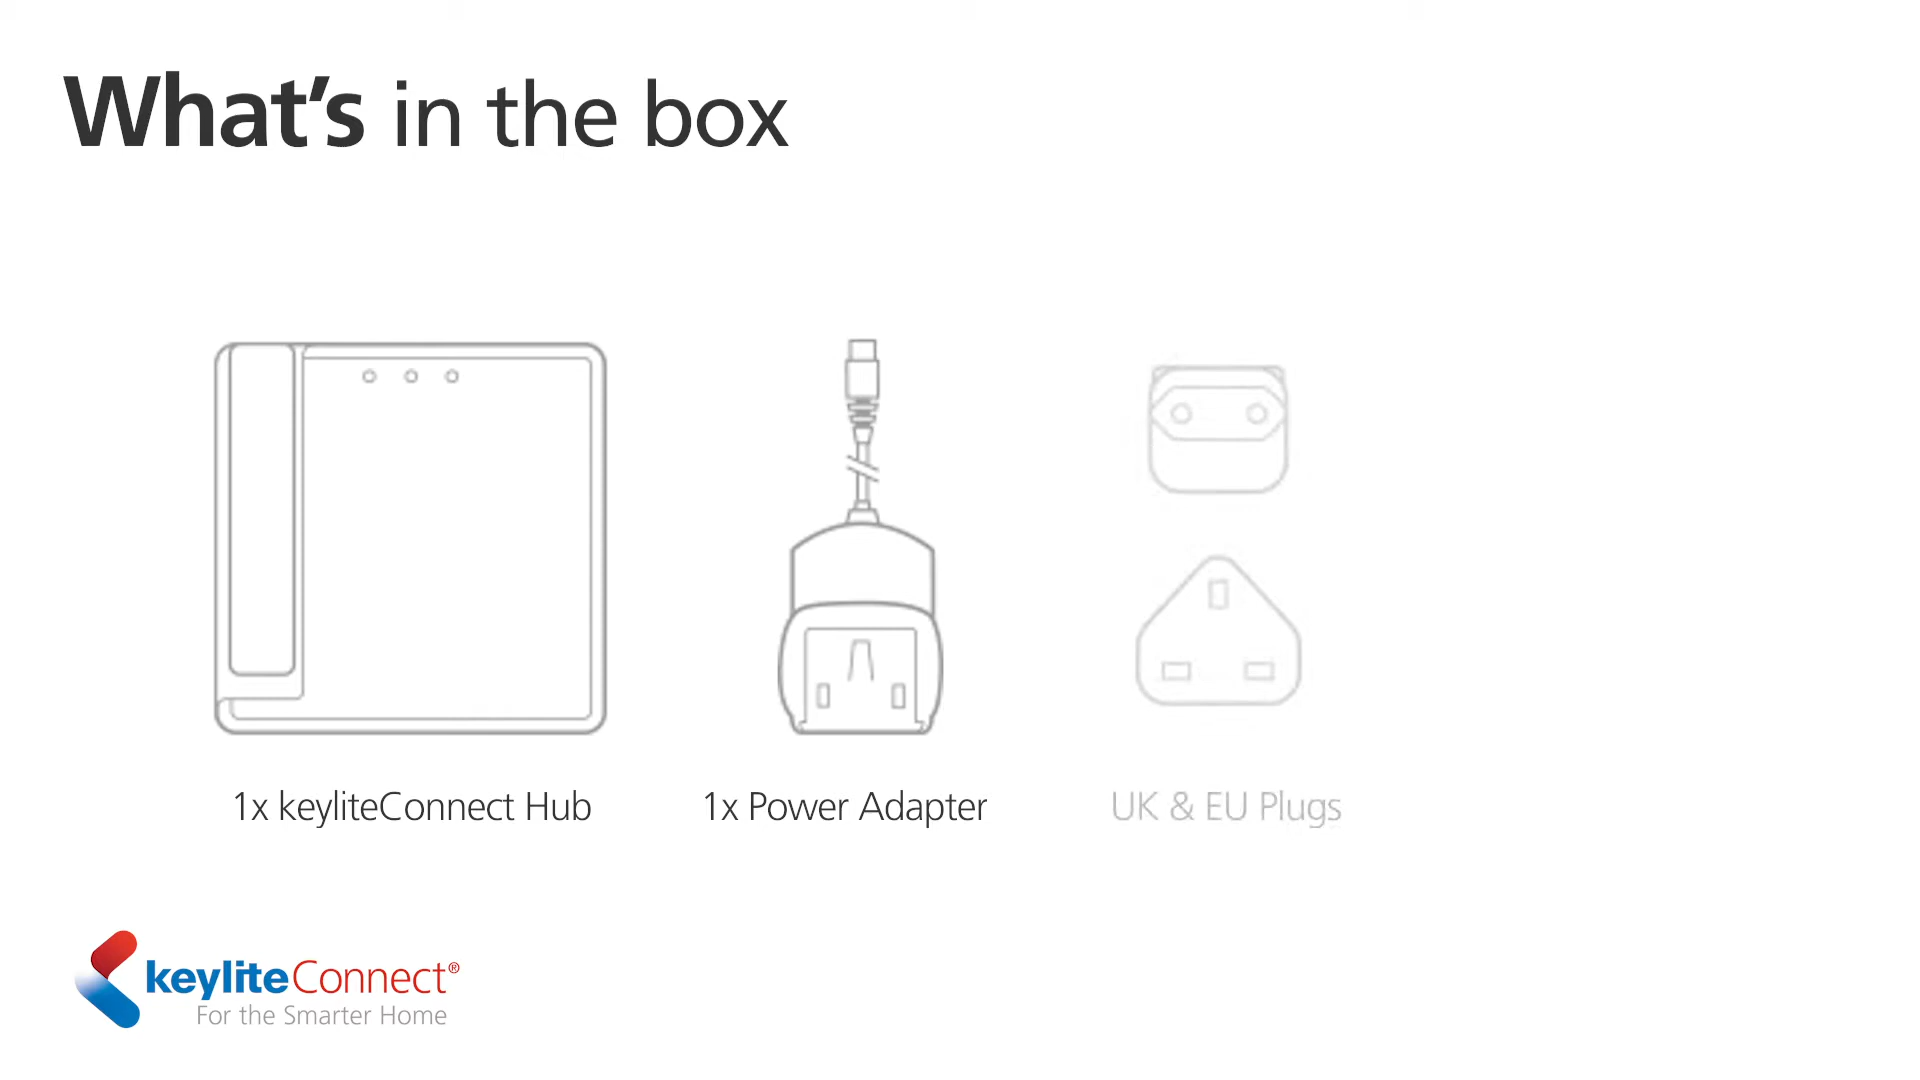 What's in the box
1x keyliteConnect Hub
1x Power Adapter
UK & EU Plugs
keyliteConnect®
For the Smarter Home